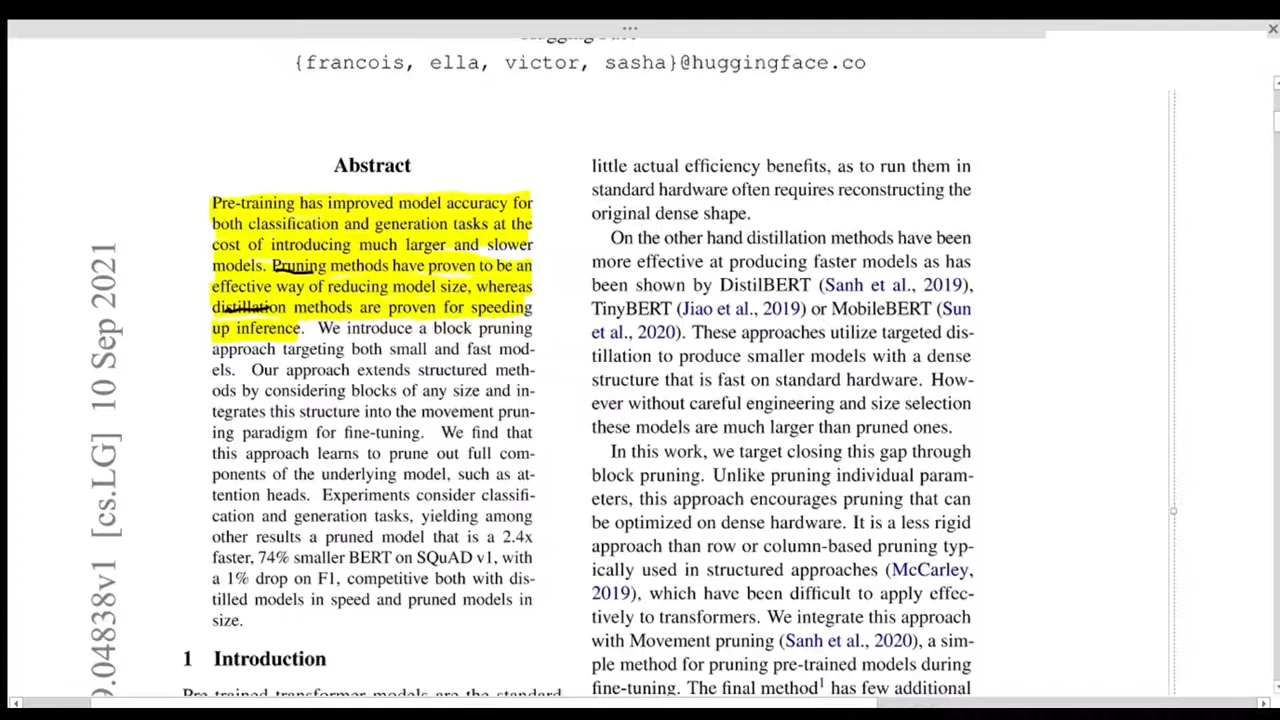 {francois, ella, victor, sasha}@huggingface.co
9.04838v1 [cs.LG] 10 Sep 2021
Abstract
Pre-training has improved model accuracy for
both classification and generation tasks at the
cost of introducing much larger and slower
models. Pruning methods have proven to be an
effective way of reducing model size, whereas
distillation methods are proven for speeding
up inference. We introduce a block pruning
approach targeting both small and fast mod-
els. Our approach extends structured meth-
ods by considering blocks of any size and in-
tegrates this structure into the movement prun-
ing paradigm for fine-tuning. We find that
this approach learns to prune out full com-
ponents of the underlying model, such as at-
tention heads. Experiments consider classifi-
cation and generation tasks, yielding among
other results a pruned model that is a 2.4x
faster, 74% smaller BERT on SQuAD v1, with
a 1% drop on F1, competitive both with dis-
tilled models in speed and pruned models in
size.
1 Introduction
Pre trained transformer models are the standard
little actual efficiency benefits, as to run them in
standard hardware often requires reconstructing the
original dense shape.
On the other hand distillation methods have been
more effective at producing faster models as has
been shown by DistilBERT (Sanh et al., 2019),
TinyBERT (Jiao et al., 2019) or MobileBERT (Sun
et al., 2020). These approaches utilize targeted dis-
tillation to produce smaller models with a dense
structure that is fast on standard hardware. How-
ever without careful engineering and size selection
these models are much larger than pruned ones.
In this work, we target closing this gap through
block pruning. Unlike pruning individual param-
eters, this approach encourages pruning that can
be optimized on dense hardware. It is a less rigid
approach than row or column-based pruning typ-
ically used in structured approaches (McCarley,
2019), which have been difficult to apply effec-
tively to transformers. We integrate this approach
with Movement pruning (Sanh et al., 2020), a sim-
ple method for pruning pre-trained models during
fine-tuning. The final method1 has few additional